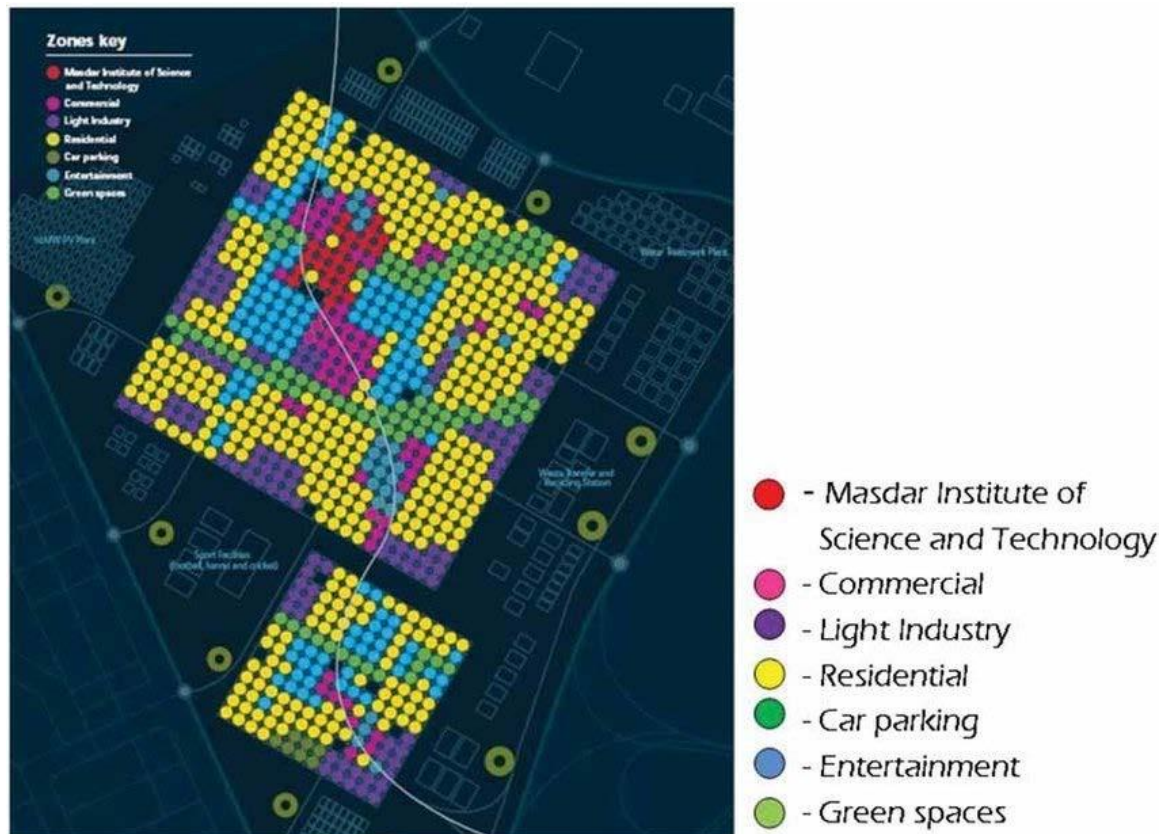 Zones key
Masdar Institute of Science
and Technology
Commercial
Light Industry
Residential
Car parking
Entertainment
Green spaces
Plant
Plant
Waste Transfer and
Recycling Station
Sport Facilities
(football, tennis and cricket)
- Masdar Institute of
Science and Technology
- Commercial
- Light Industry
- Residential
- Car parking
- Entertainment
- Green spaces